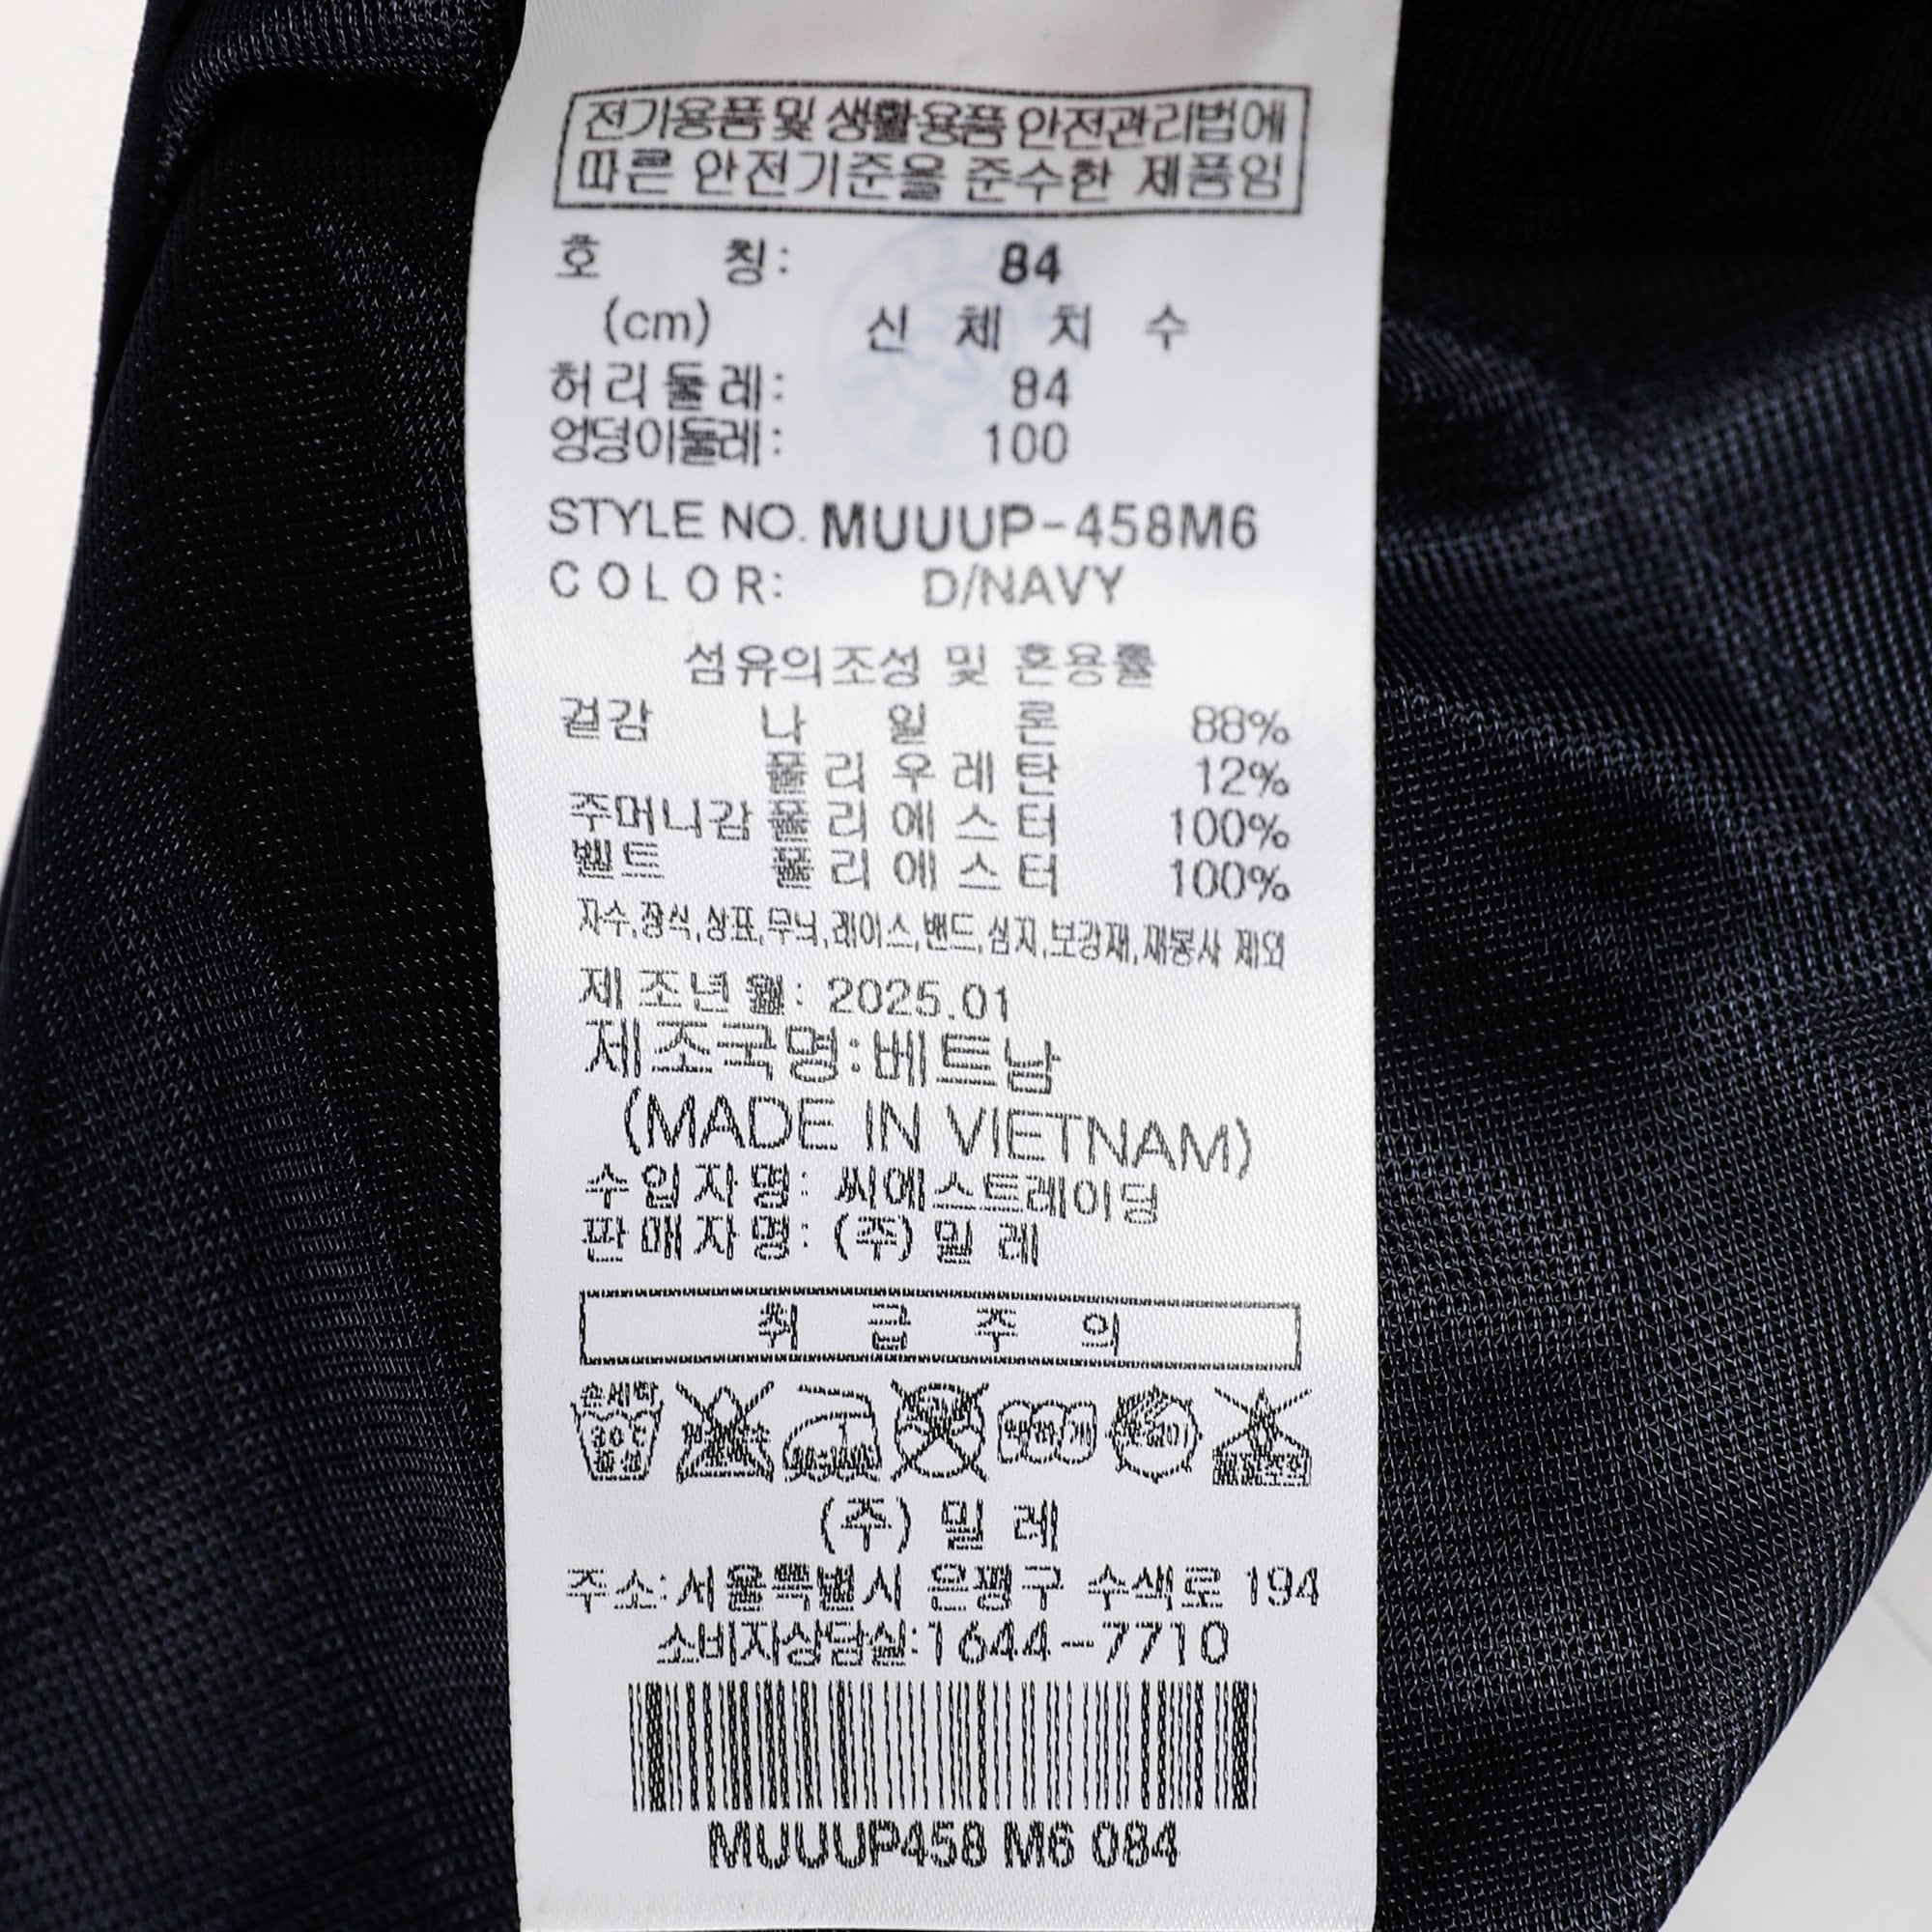 전기용품 및 생활용품 안전관리법에
따른 안전기준을 준수한 제품임
호 칭: 84
(cm) 신 체 치 수
허리둘레: 84
엉덩이둘레: 100
STYLE NO. MUUUP-458M6
COLOR: D/NAVY
섬유의조성 및 혼용률
겉감 나 일 론 88%
폴리우레탄 12%
주머니감 폴리에스터 100%
벤트 폴리에스터 100%
자수,장식,상표,무늬,레이스,밴드,심지,보강재,재봉사 제외
제조년월: 2025.01
제조국명:베트남
(MADE IN VIETNAM)
수입자명: 씨에스트레이딩
판매자명: (주) 밀 레
취 급 주 의
손세탁
30℃
중성
(주) 밀 레
주소:서울특별시 은평구 수색로 194
소비자상담실:1644-7710
MUUUP458 M6 084